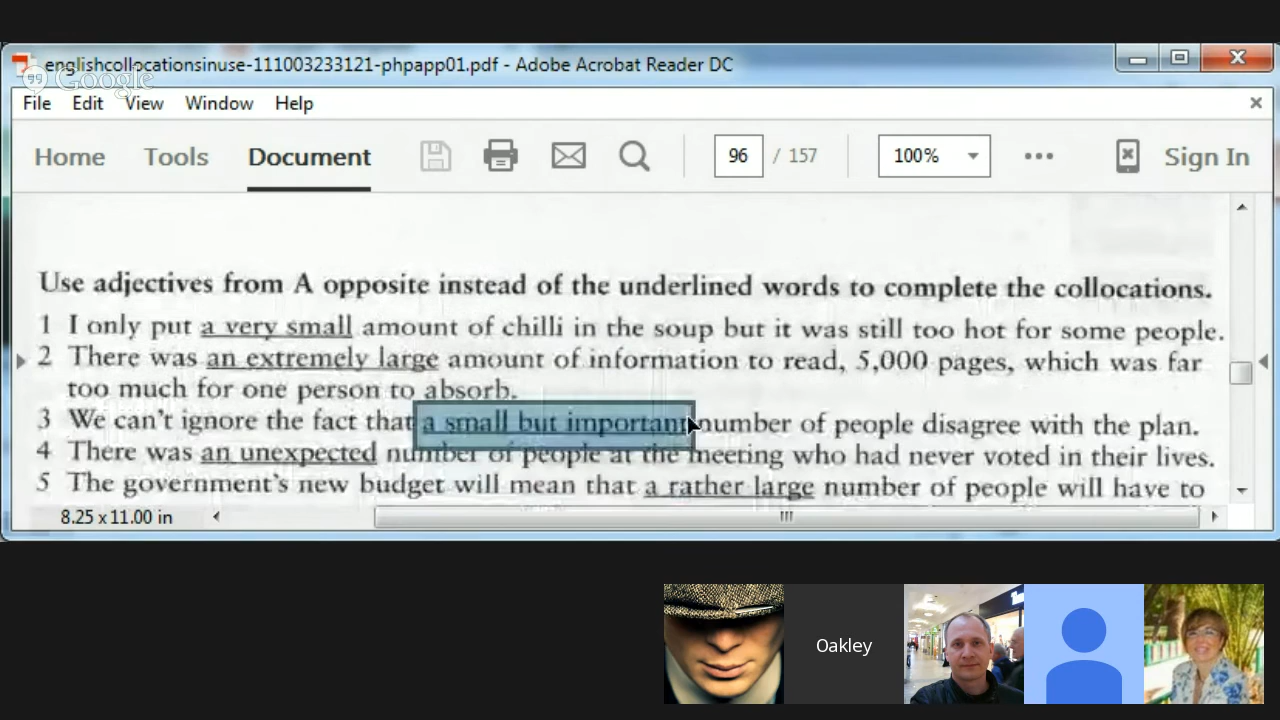 englishcollocationsinuse-111003233121-phpapp01.pdf - Adobe Acrobat Reader DC
Google
File Edit View Window Help
Home Tools Document 96 / 157 100% Sign In
Use adjectives from A opposite instead of the underlined words to complete the collocations.
1 I only put a very small amount of chilli in the soup but it was still too hot for some people.
2 There was an extremely large amount of information to read, 5,000 pages, which was far
too much for one person to absorb.
3 We can't ignore the fact that a small but important number of people disagree with the plan.
4 There was an unexpected number of people at the meeting who had never voted in their lives.
5 The government's new budget will mean that a rather large number of people will have to
8.25 x 11.00 in
Oakley